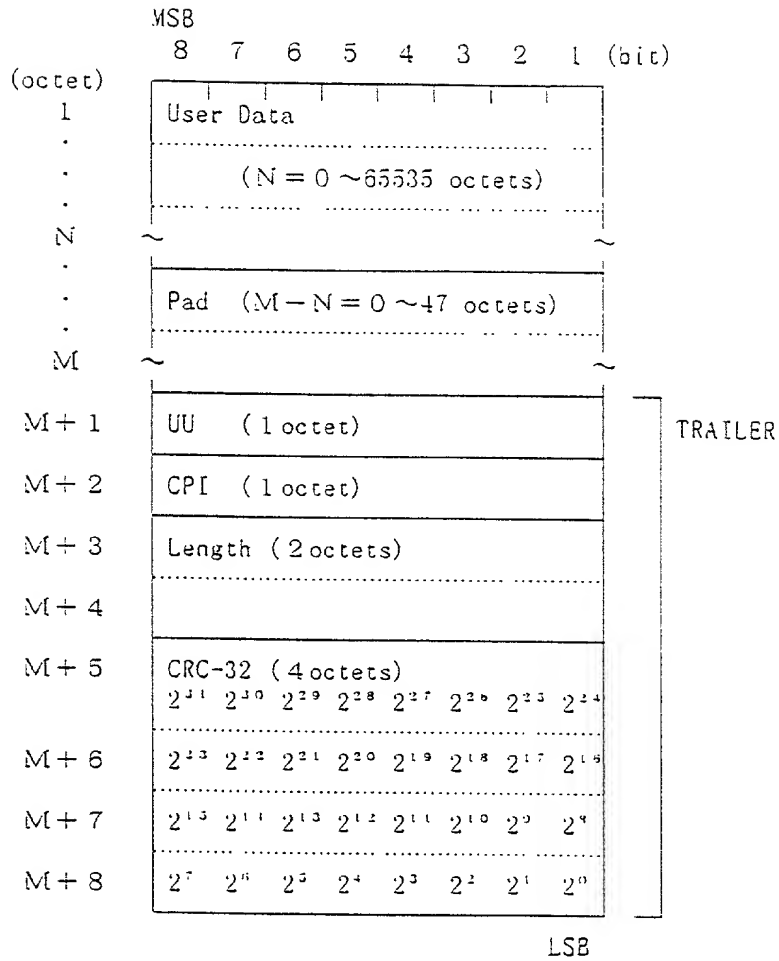 MSB
8 7 6 5 4 3 2 1 (bit)
(octet)
1 User Data
(N = 0 ~65535 octets)
N
Pad (M − N = 0 ~47 octets)
M
M + 1 UU (1 octet) TRAILER
M + 2 CPI (1 octet)
M + 3 Length (2 octets)
M + 4
M + 5 CRC-32 (4 octets)
2³¹ 2³⁰ 2²⁹ 2²⁸ 2²⁷ 2²⁶ 2²⁵ 2²⁴
M + 6 2²³ 2²² 2²¹ 2²⁰ 2¹⁹ 2¹⁸ 2¹⁷ 2¹⁶
M + 7 2¹⁵ 2¹⁴ 2¹³ 2¹² 2¹¹ 2¹⁰ 2⁹ 2⁸
M + 8 2⁷ 2⁶ 2⁵ 2⁴ 2³ 2² 2¹ 2⁰
LSB